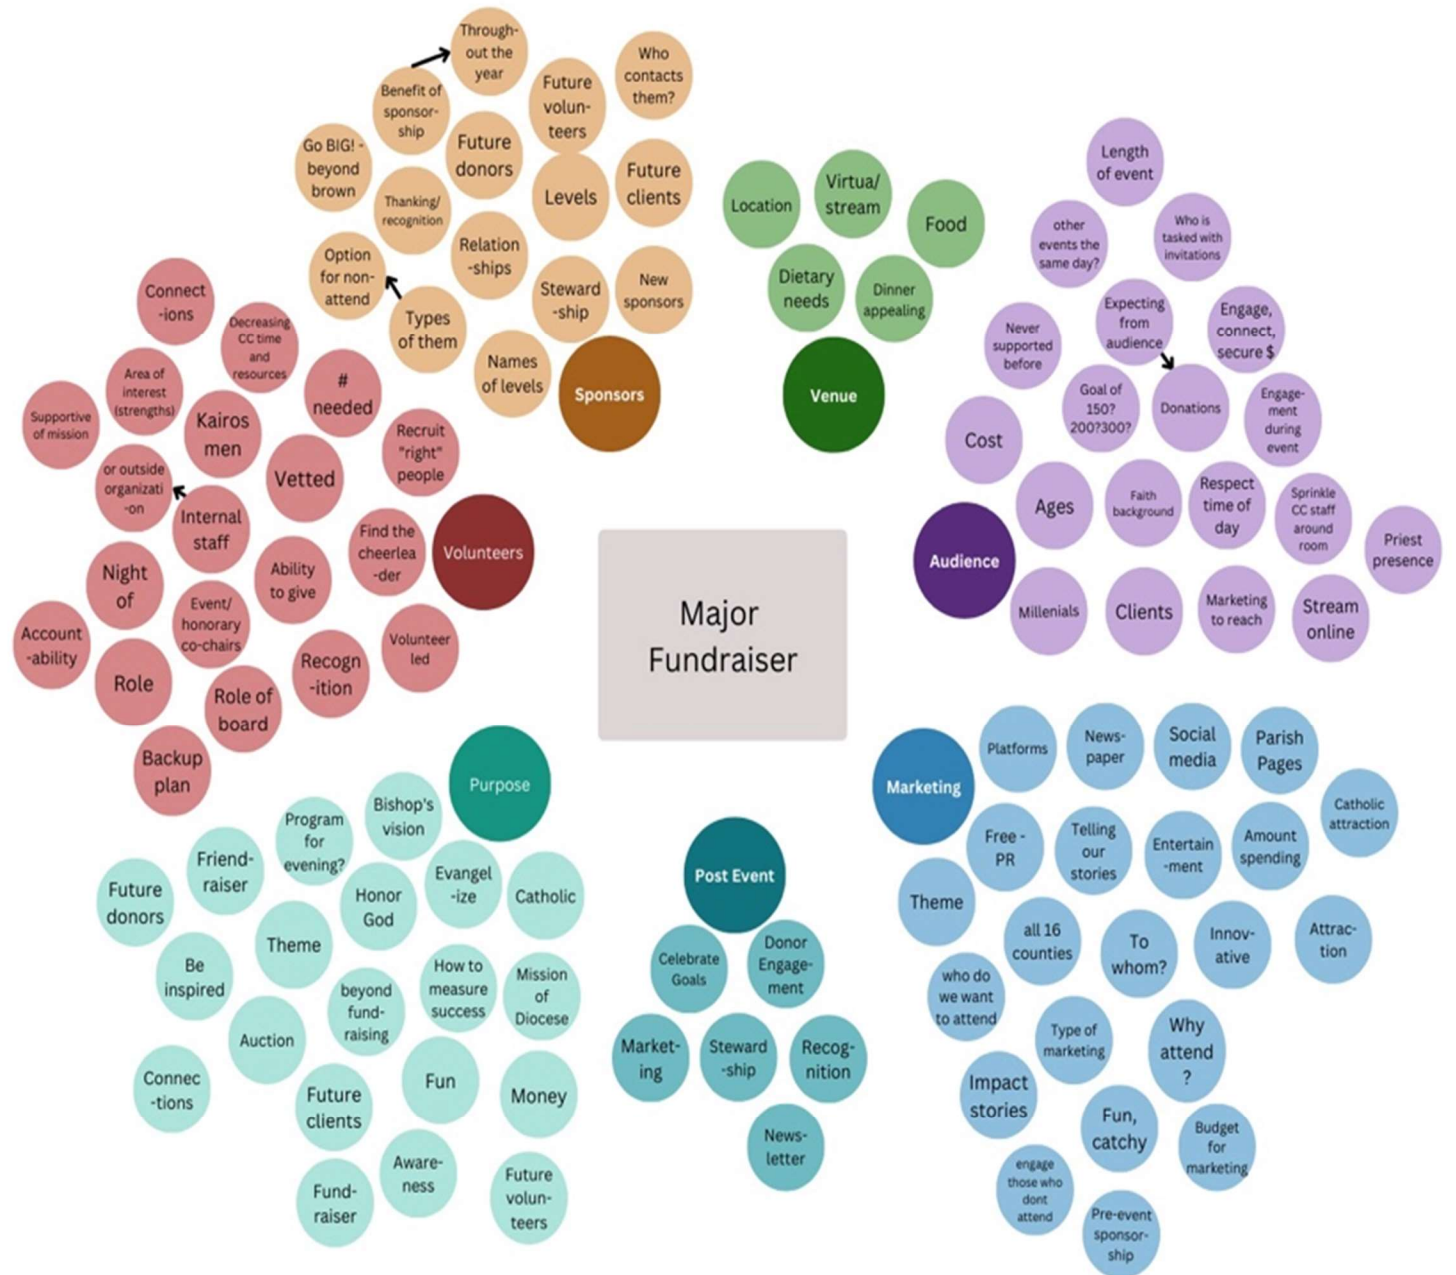 Through-
out the
year
Benefit of
sponsor-
ship
Future
volun-
teers
Who
contacts
them?
Go BIG! -
beyond
brown
Future
donors
Thanking/
recognition
Levels
Future
clients
Option
for non-
attend
Relation
-ships
Types
of them
Steward
-ship
New
sponsors
Names
of levels
Sponsors
Location
Virtua/
stream
Food
Dietary
needs
Dinner
appealing
Venue
Length
of event
other
events the
same day?
Who is
tasked with
invitations
Never
supported
before
Expecting
from
audience
Engage,
connect,
secure $
Goal of
150?
200?300?
Donations
Engage-
ment
during
event
Cost
Ages
Faith
background
Respect
time of
day
Sprinkle
CC staff
around
room
Priest
presence
Audience
Millenials
Clients
Marketing
to reach
Stream
online
Connect
-ions
Decreasing
CC time
and
resources
Area of
interest
(strengths)
#
needed
Supportive
of mission
Kairos
men
Recruit
"right"
people
or outside
organizati
-on
Vetted
Internal
staff
Find the
cheerlea
-der
Volunteers
Night
of
Ability
to give
Event/
honorary
co-chairs
Account
-ability
Volunteer
led
Role
Recogn
-ition
Role of
board
Backup
plan
Major
Fundraiser
Purpose
Bishop's
vision
Program
for
evening?
Friend-
raiser
Evangel
-ize
Future
donors
Honor
God
Catholic
Theme
Be
inspired
How to
measure
success
Mission
of
Diocese
beyond
fund-
raising
Auction
Connec
-tions
Future
clients
Fun
Money
Aware-
ness
Fund-
raiser
Future
volun-
teers
Post Event
Celebrate
Goals
Donor
Engage-
ment
Market-
ing
Steward
-ship
Recog-
nition
News-
letter
Marketing
Platforms
News-
paper
Social
media
Parish
Pages
Catholic
attraction
Free -
PR
Telling
our
stories
Entertain
-ment
Amount
spending
Theme
all 16
counties
To
whom?
Innov-
ative
Attrac-
tion
who do
we want
to attend
Type of
marketing
Why
attend
?
Impact
stories
Fun,
catchy
Budget
for
marketing
engage
those who
dont
attend
Pre-event
sponsor-
ship